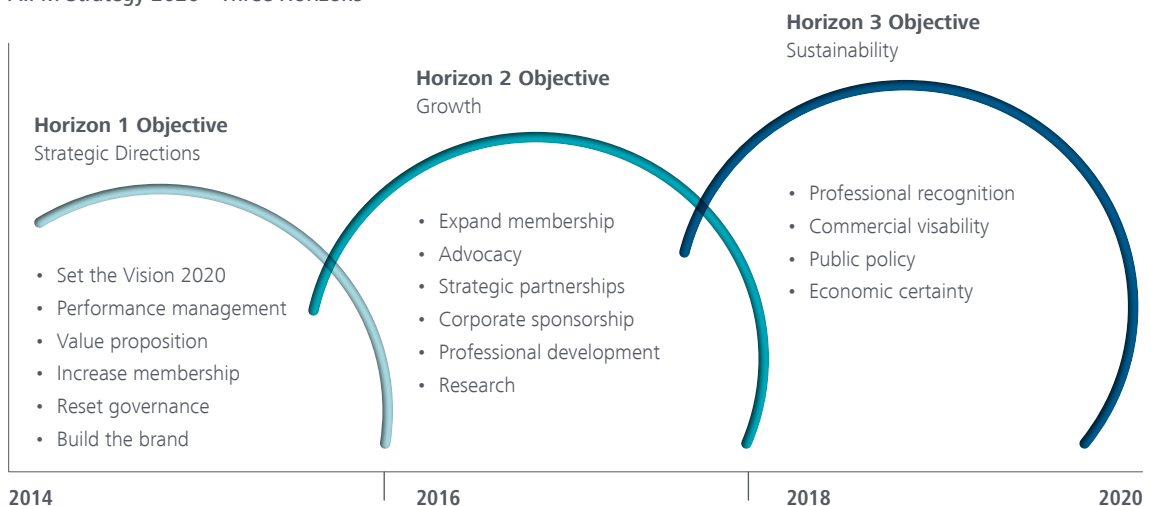 Horizon 3 Objective
Sustainability
Horizon 2 Objective
Growth
Horizon 1 Objective
Strategic Directions
• Set the Vision 2020
• Performance management
• Value proposition
• Increase membership
• Reset governance
• Build the brand
• Expand membership
• Advocacy
• Strategic partnerships
• Corporate sponsorship
• Professional development
• Research
• Professional recognition
• Commercial visability
• Public policy
• Economic certainty
2014
2016
2018
2020